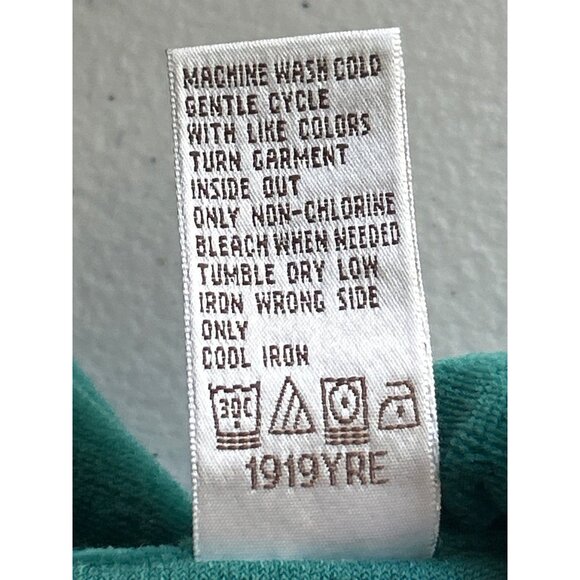 MACHINE WASH COLD
GENTLE CYCLE
WITH LIKE COLORS
TURN GARMENT
INSIDE OUT
ONLY NON-CHLORINE
BLEACH WHEN NEEDED
TUMBLE DRY LOW
IRON WRONG SIDE
ONLY
COOL IRON
30C
1919YRE